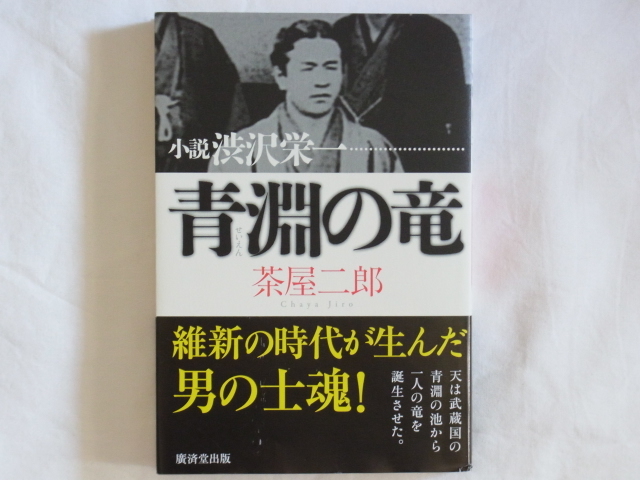 小説 渋沢栄一
青淵の竜
せいえん
茶屋二郎
Chaya Jiro
維新の時代が生んだ
男の士魂!
天は武蔵国の
青淵の池から
一人の竜を
誕生させた。
廣済堂出版